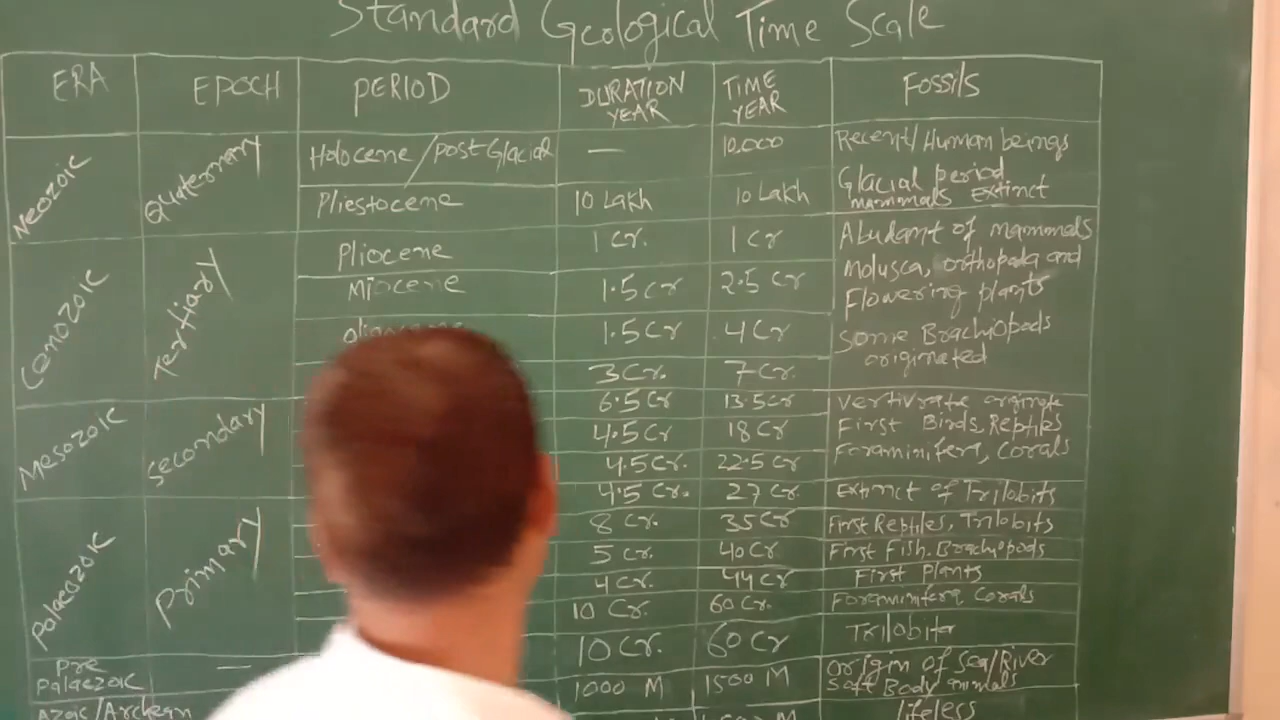 Standard Geological Time Scale
ERA EPOCH PERIOD DURATION YEAR TIME YEAR Fossils
Neozoic Quaternary Holocene/Post Glacial — 10,000 Recent/Human beings
Pliestocene 10 Lakh 10 Lakh Glacial period
mammals Extinct
Cenozoic Tertiary Pliocene 1 Cr. 1 Cr Abudant of mammals
Miocene 1.5 Cr 2.5 Cr Molusca, orthopoda and
Flowering plants
1.5 Cr 4 Cr Some Brachiopods
originated
3 Cr. 7 Cr.
Mesozoic Secondary 6.5 Cr 13.5 Cr Vertivrate originate
4.5 Cr 18 Cr First Birds, Reptiles
4.5 Cr. 22.5 Cr Foraminifera, Corals
Palaeozoic Primary 4.5 Cr. 27 Cr. Extinct of Trilobits
8 Cr. 35 Cr First Reptiles, Trilobits
5 Cr. 40 Cr First Fish, Brachiopods
4 Cr. 44 Cr First Plants
10 Cr. 60 Cr. Foraminifera Corals
10 Cr. 60 Cr Trilobita
Pre Palaezoic — 1000 M 1500 M Origin of Sea/River
Soft Body animals
Azoic/Archean lifeless